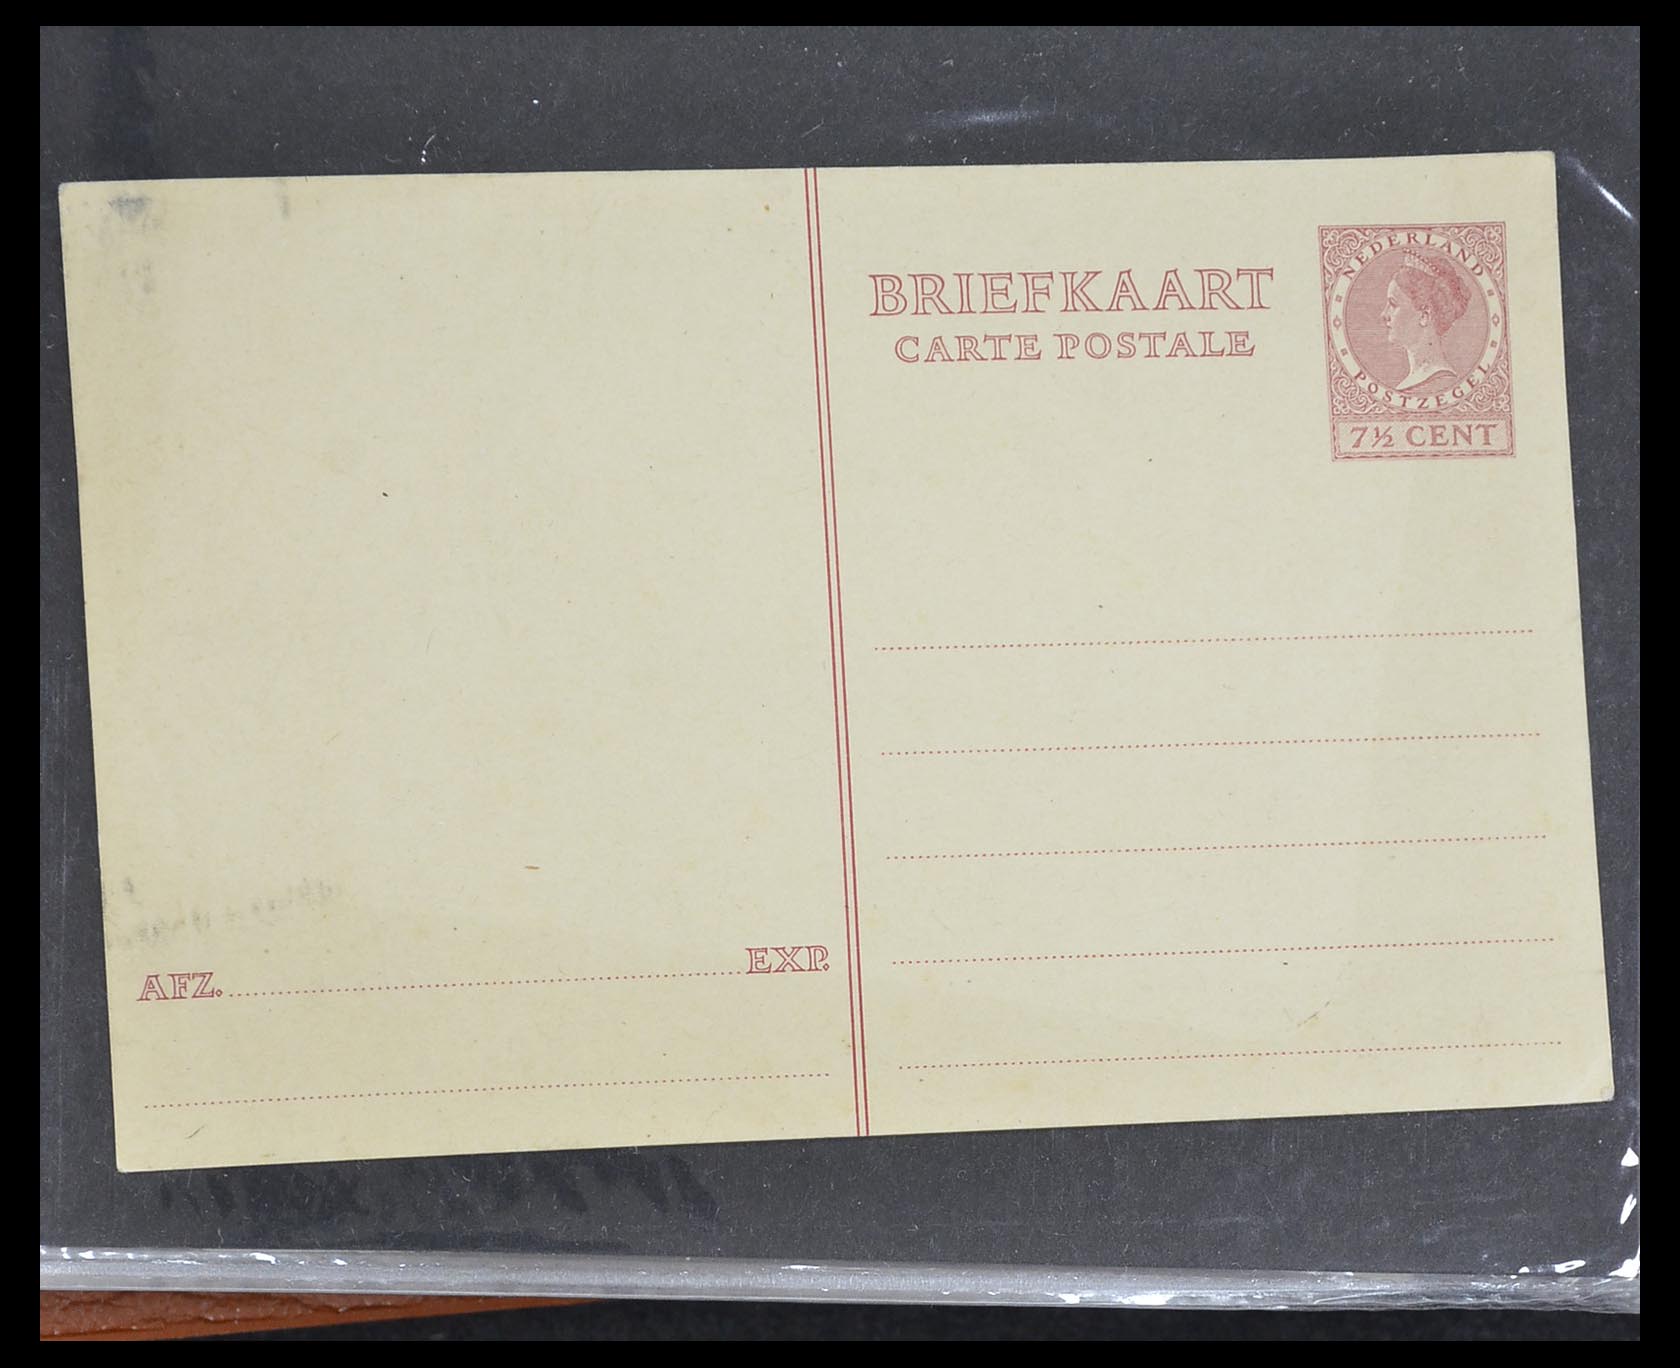 BRIEFKAART
CARTE POSTALE
NEDERLAND
POSTZEGEL
7½ CENT
AFZ. EXP.